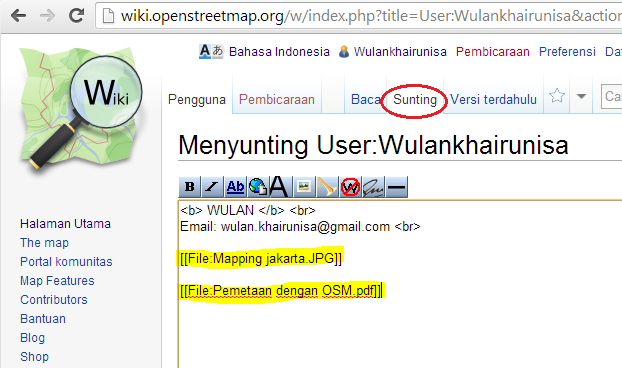 wiki.openstreetmap.org/w/index.php?title=User:Wulankhairunisa&action
Wiki
Bahasa Indonesia Wulankhairunisa Pembicaraan Preferensi Da
Pengguna Pembicaraan Baca Sunting Versi terdahulu Ca
Menyunting User:Wulankhairunisa
B I Ab A W
<b> WULAN </b> <br>
Email: wulan.khairunisa@gmail.com <br>
[[File:Mapping jakarta.JPG]]
[[File:Pemetaan dengan OSM.pdf]]
Halaman Utama
The map
Portal komunitas
Map Features
Contributors
Bantuan
Blog
Shop